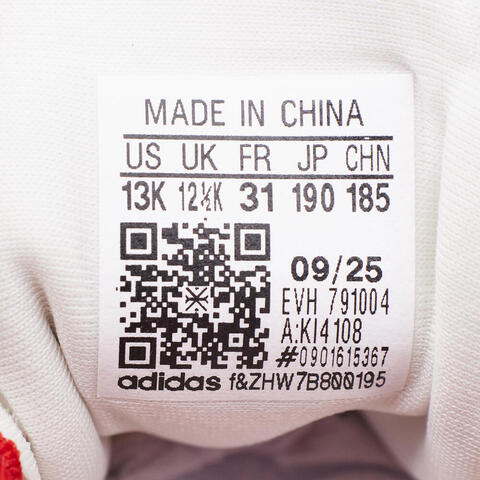 MADE IN CHINA
US UK FR JP CHN
13K 12½K 31 190 185
09/25
EVH 791004
A:KI4108
#0901615367
adidas f&ZHW7B800195